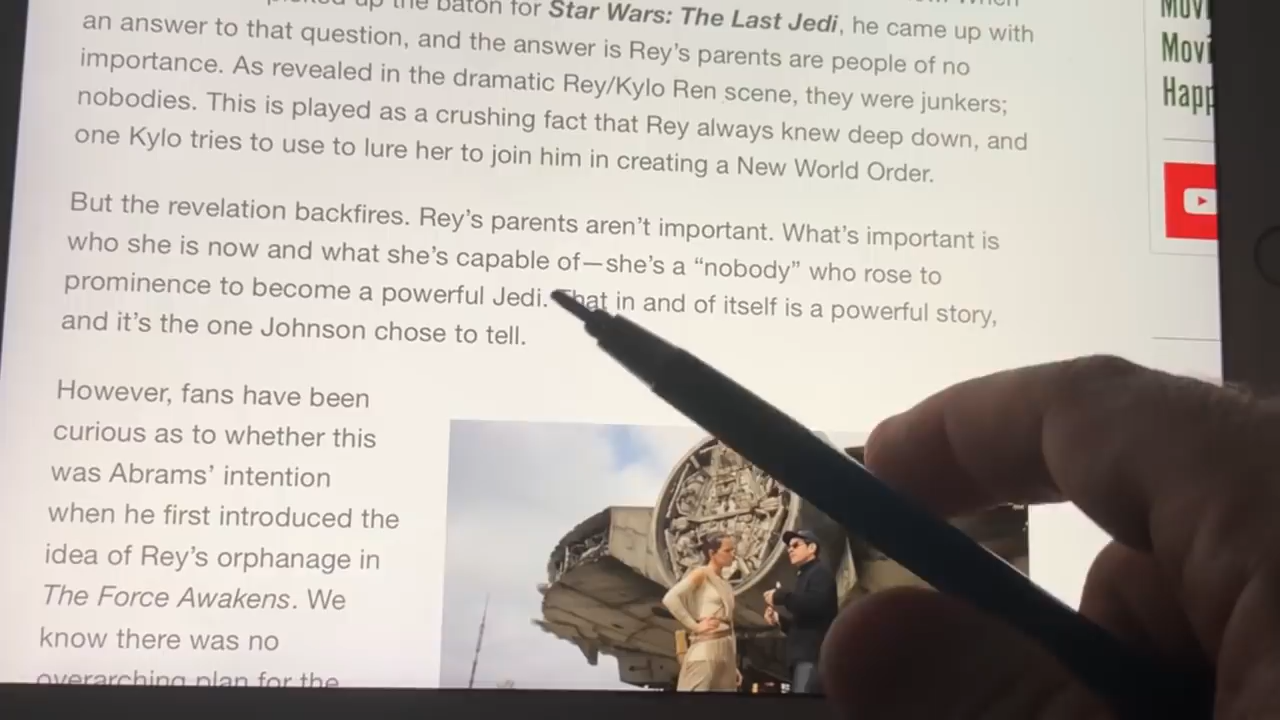 up the baton for Star Wars: The Last Jedi, he came up with
an answer to that question, and the answer is Rey's parents are people of no
importance. As revealed in the dramatic Rey/Kylo Ren scene, they were junkers;
nobodies. This is played as a crushing fact that Rey always knew deep down, and
one Kylo tries to use to lure her to join him in creating a New World Order.
But the revelation backfires. Rey's parents aren't important. What's important is
who she is now and what she's capable of—she's a “nobody” who rose to
prominence to become a powerful Jedi. That in and of itself is a powerful story,
and it's the one Johnson chose to tell.
However, fans have been
curious as to whether this
was Abrams' intention
when he first introduced the
idea of Rey's orphanage in
The Force Awakens. We
know there was no
overarching plan for the
Movi
Happ